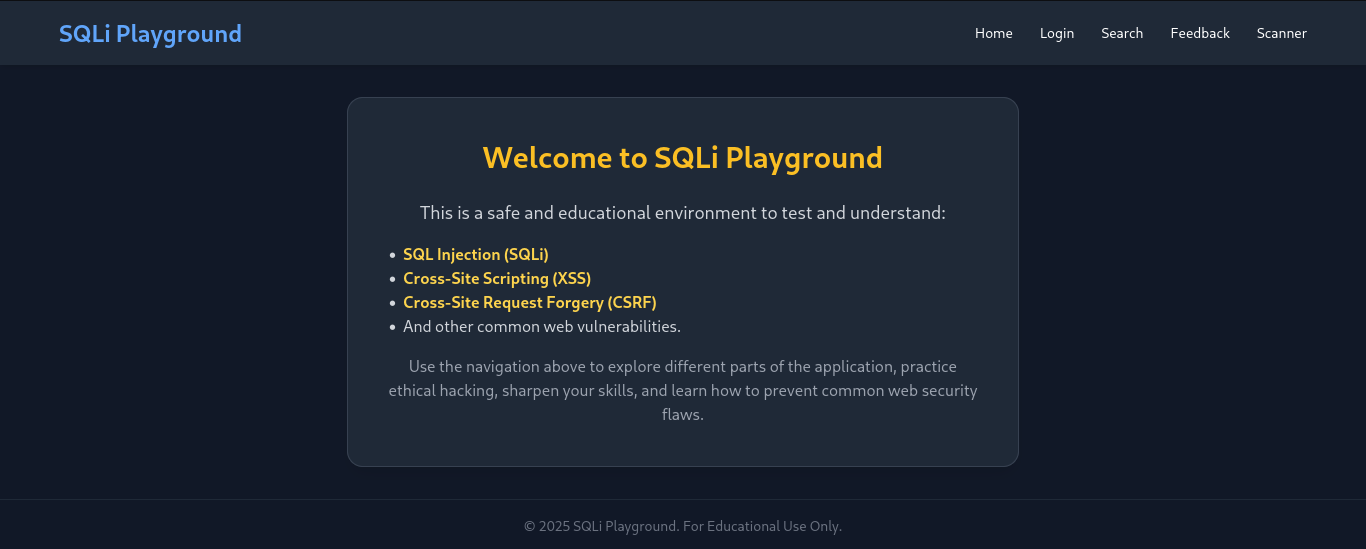 SQLi Playground
Home Login Search Feedback Scanner
Welcome to SQLi Playground
This is a safe and educational environment to test and understand:
• SQL Injection (SQLi)
• Cross-Site Scripting (XSS)
• Cross-Site Request Forgery (CSRF)
• And other common web vulnerabilities.
Use the navigation above to explore different parts of the application, practice
ethical hacking, sharpen your skills, and learn how to prevent common web security
flaws.
© 2025 SQLi Playground. For Educational Use Only.